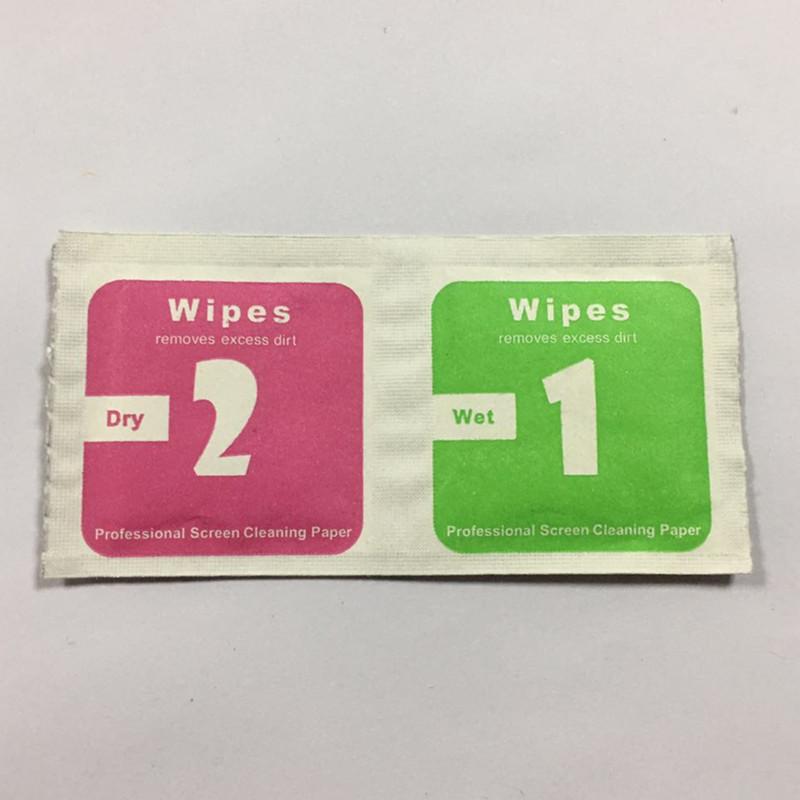 Wipes
removes excess dirt
2
Dry
Professional Screen Cleaning Paper
Wipes
removes excess dirt
1
Wet
Professional Screen Cleaning Paper